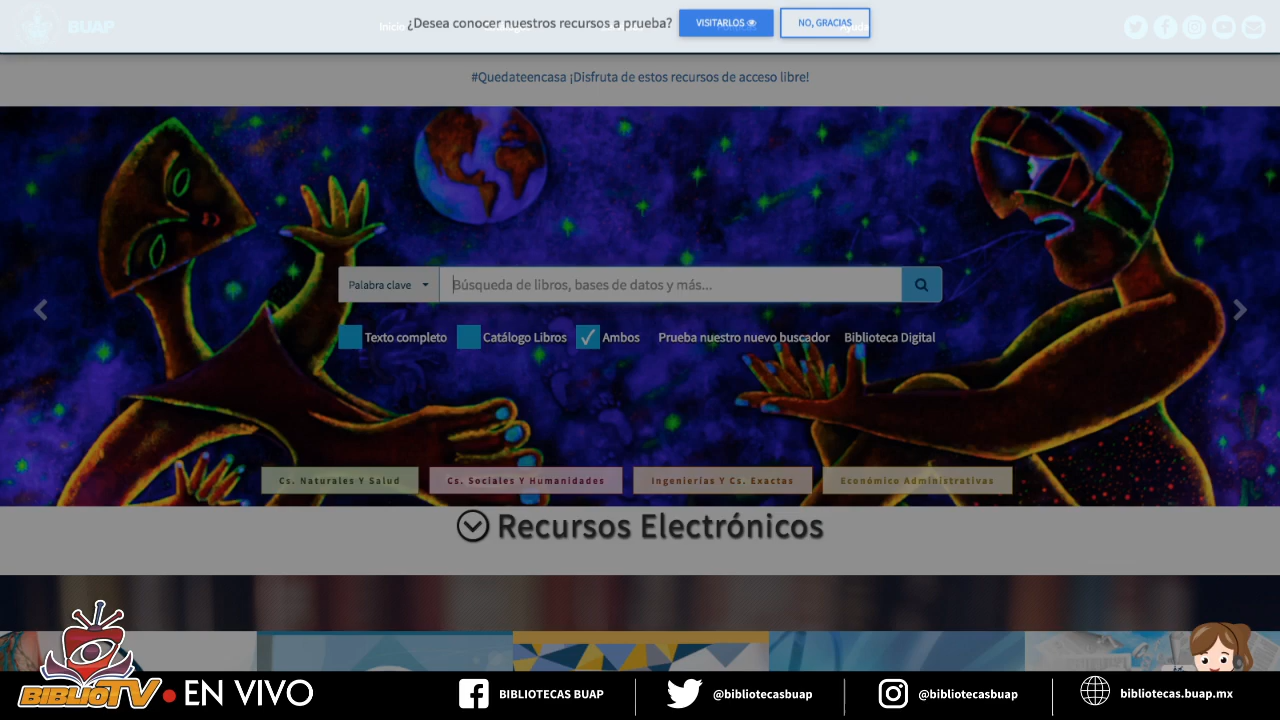 BUAP
¿Desea conocer nuestros recursos a prueba?
VISITARLOS
NO, GRACIAS
Inicio
Ayuda
#Quedateencasa ¡Disfruta de estos recursos de acceso libre!
Palabra clave
Búsqueda de libros, bases de datos y más...
Texto completo
Catálogo Libros
Ambos
Prueba nuestro nuevo buscador
Biblioteca Digital
Cs. Naturales Y Salud
Cs. Sociales Y Humanidades
Ingenierías Y Cs. Exactas
Económico Administrativas
Recursos Electrónicos
BIBLIOTV
EN VIVO
BIBLIOTECAS BUAP
@bibliotecasbuap
@bibliotecasbuap
bibliotecas.buap.mx